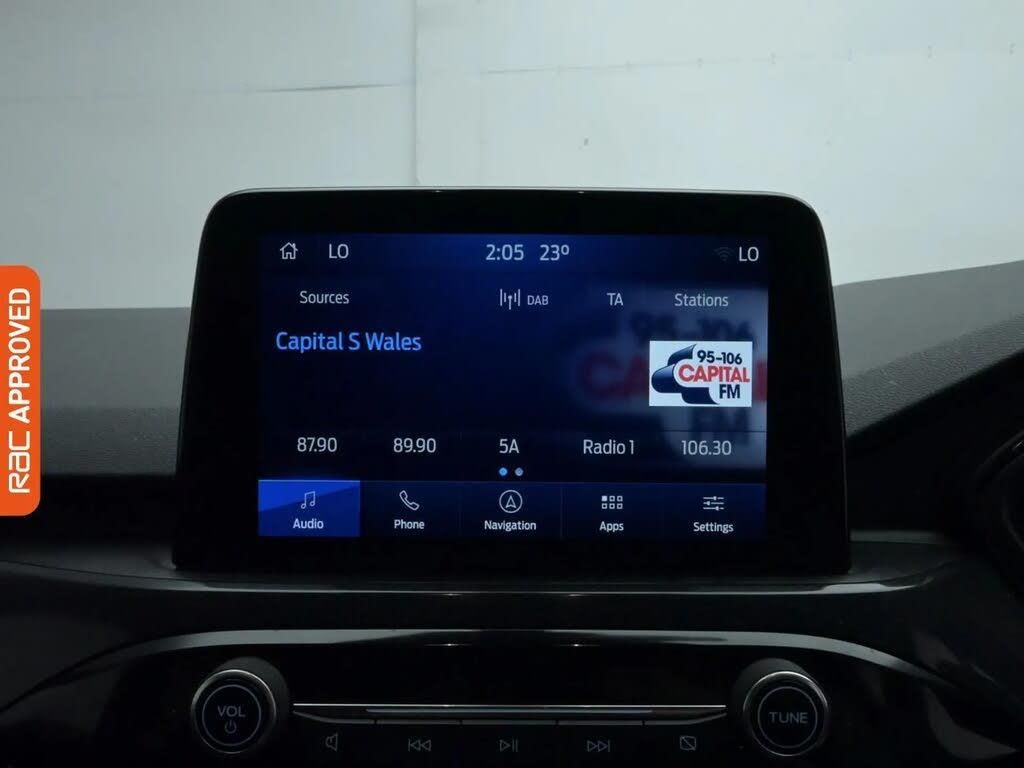 LO 2:05 23º LO
Sources DAB TA Stations
Capital S Wales
95-106
CAPITAL
FM
87.90 89.90 5A Radio 1 106.30
Audio Phone Navigation Apps Settings
VOL TUNE
RAC APPROVED